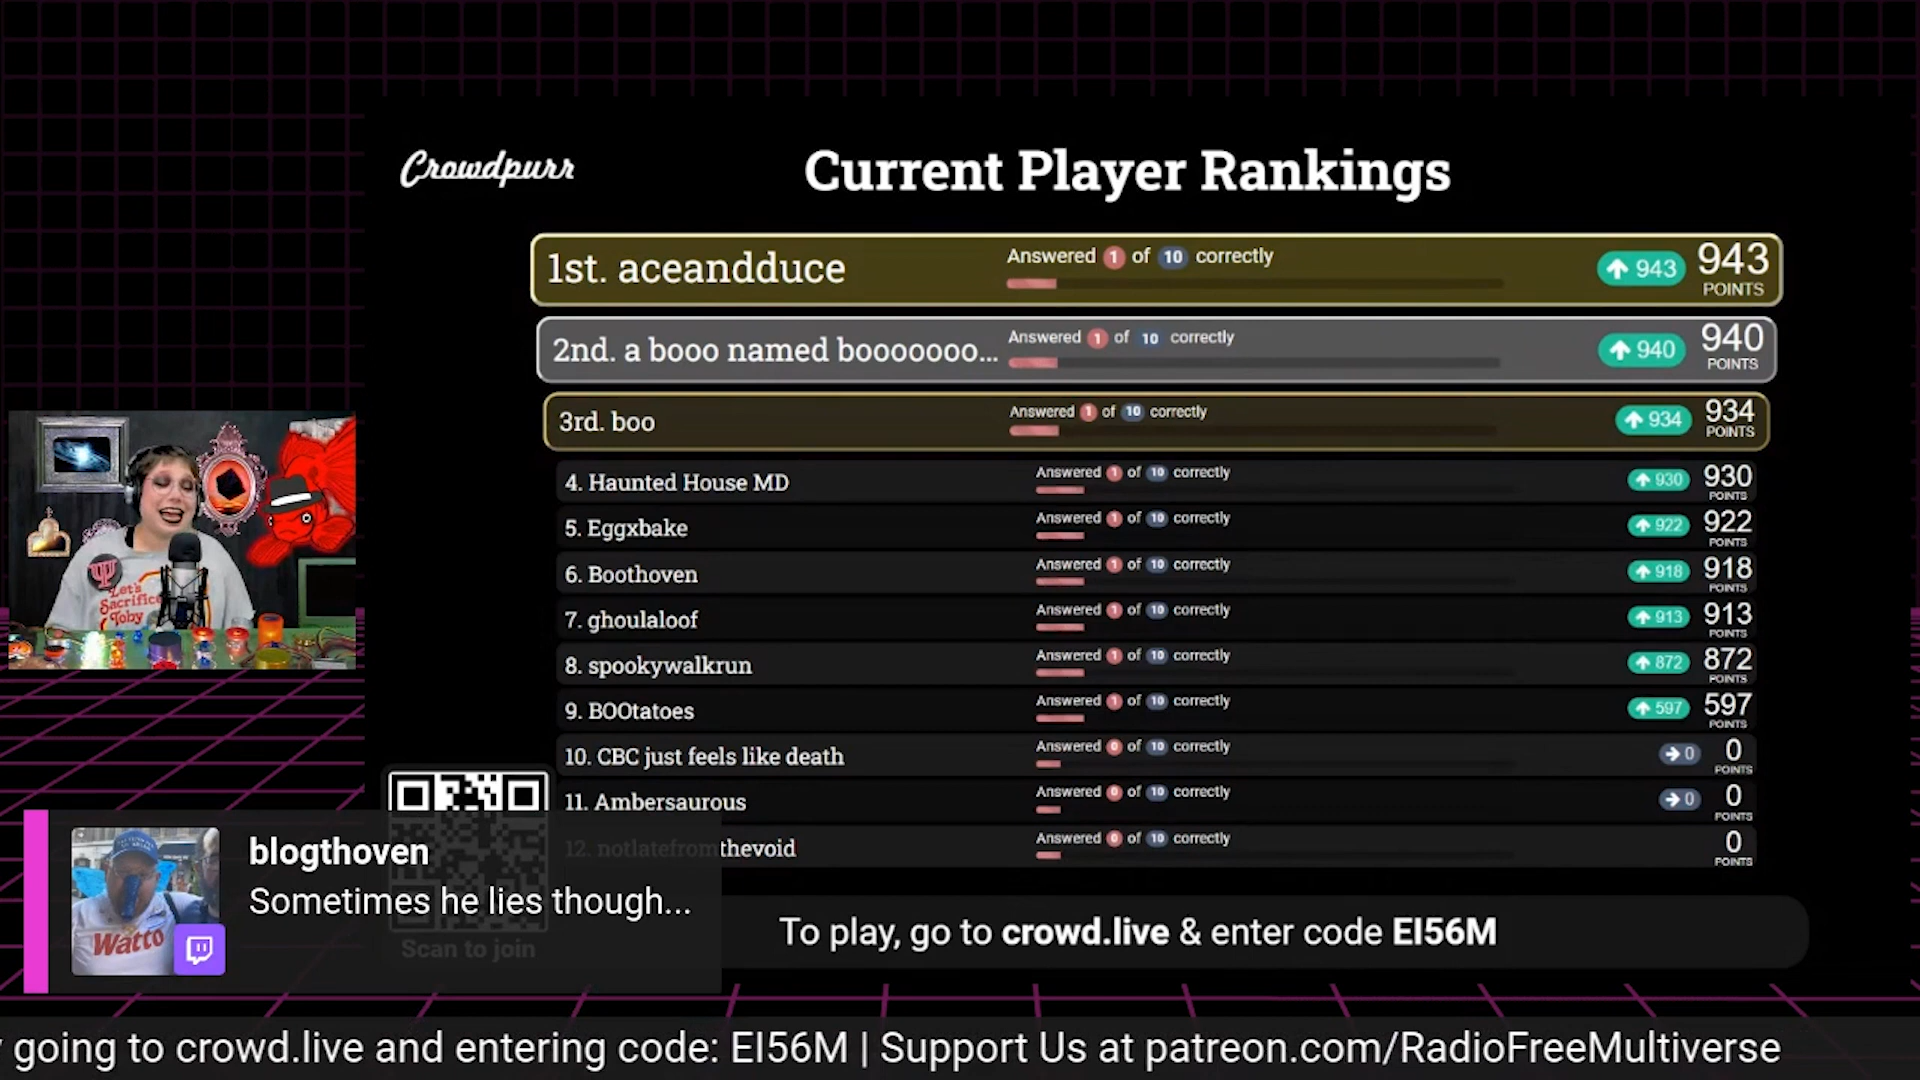 Crowdpurr
Current Player Rankings
1st. aceandduce Answered 1 of 10 correctly 943 943 POINTS
2nd. a booo named booooooo... Answered 1 of 10 correctly 940 940 POINTS
3rd. boo Answered 1 of 10 correctly 934 934 POINTS
4. Haunted House MD Answered 1 of 10 correctly 930 930 POINTS
5. Eggxbake Answered 1 of 10 correctly 922 922 POINTS
6. Boothoven Answered 1 of 10 correctly 918 918 POINTS
7. ghoulaloof Answered 1 of 10 correctly 913 913 POINTS
8. spookywalkrun Answered 1 of 10 correctly 872 872 POINTS
9. BOOtatoes Answered 1 of 10 correctly 597 597 POINTS
10. CBC just feels like death Answered 0 of 10 correctly 0 0 POINTS
11. Ambersaurous Answered 0 of 10 correctly 0 0 POINTS
12. notlatefromthevoid Answered 0 of 10 correctly 0 POINTS
Let's
Sacrifice
Toby
blogthoven
Sometimes he lies though...
Watto
Scan to join
To play, go to crowd.live & enter code EI56M
going to crowd.live and entering code: EI56M | Support Us at patreon.com/RadioFreeMultiverse